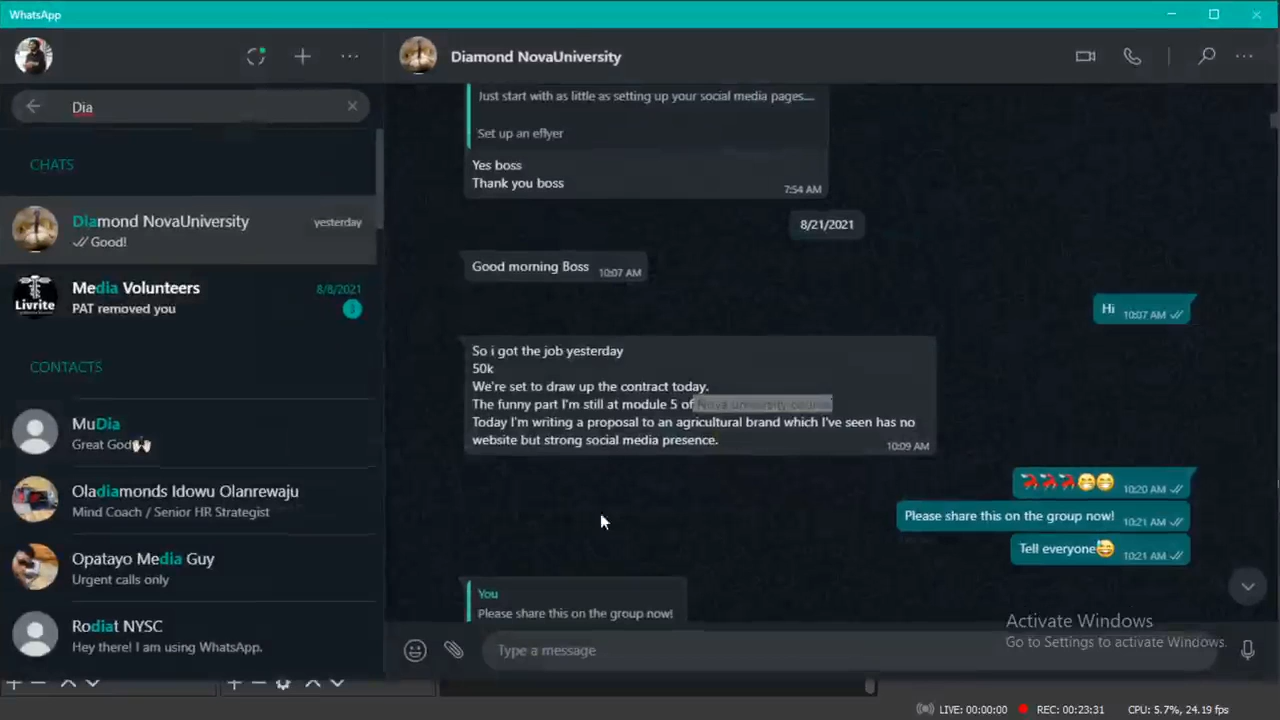 WhatsApp
Dia
CHATS
Diamond NovaUniversity
yesterday
Good!
Media Volunteers
8/8/2021
Livrite
PAT removed you
CONTACTS
MuDia
Great God🙌🏻
Oladiamonds Idowu Olanrewaju
Mind Coach / Senior HR Strategist
Opatayo Media Guy
Urgent calls only
Rodiat NYSC
Hey there! I am using WhatsApp.
Diamond NovaUniversity
Just start with as little as setting up your social media pages....
Set up an eflyer
Yes boss
Thank you boss
7:54 AM
8/21/2021
Good morning Boss
10:07 AM
Hi
10:07 AM
So i got the job yesterday
50k
We're set to draw up the contract today.
The funny part I'm still at module 5 of
Today I'm writing a proposal to an agricultural brand which I've seen has no
website but strong social media presence.
10:09 AM
💃💃💃😁😁
10:20 AM
Please share this on the group now!
10:21 AM
Tell everyone😅
10:21 AM
You
Please share this on the group now!
Type a message
Activate Windows
Go to Settings to activate Windows.
LIVE: 00:00:00
REC: 00:23:31
CPU: 5.7%, 24.19 fps